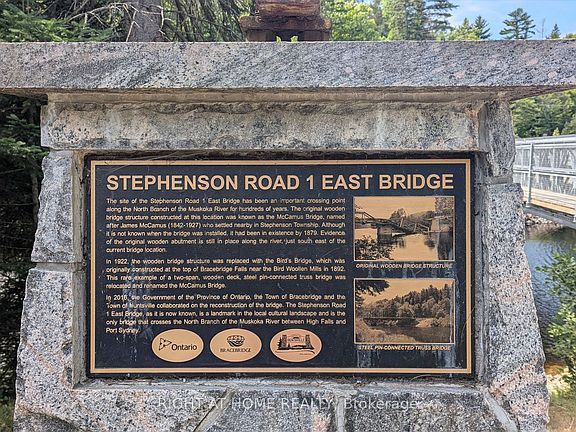 STEPHENSON ROAD 1 EAST BRIDGE
The site of the Stephenson Road 1 East Bridge has been an important crossing point
along the North Branch of the Muskoka River for hundreds of years. The original wooden
bridge structure constructed at this location was known as the McCamus Bridge, named
after James McCamus (1842-1927) who settled nearby in Stephenson Township. Although
it is not known when the bridge was installed, it had been in existence by 1879. Evidence
of the original wooden abutment is still in place along the river, just south east of the
current bridge location.
In 1922, the wooden bridge structure was replaced with the Bird's Bridge, which was
originally constructed at the top of Bracebridge Falls near the Bird Woollen Mills in 1892.
This rare example of a two-span, wooden deck, steel pin-connected truss bridge was
relocated and renamed the McCamus Bridge.
In 2016, the Government of the Province of Ontario, the Town of Bracebridge and the
Town of Huntsville collaborated on the reconstruction of the bridge. The Stephenson Road
1 East Bridge, as it is now known, is a landmark in the local cultural landscape and is the
only bridge that crosses the North Branch of the Muskoka River between High Falls and
Port Sydney.
ORIGINAL WOODEN BRIDGE STRUCTURE
STEEL PIN-CONNECTED TRUSS BRIDGE
Ontario
BRACEBRIDGE
RIGHT AT HOME REALTY, Brokerage